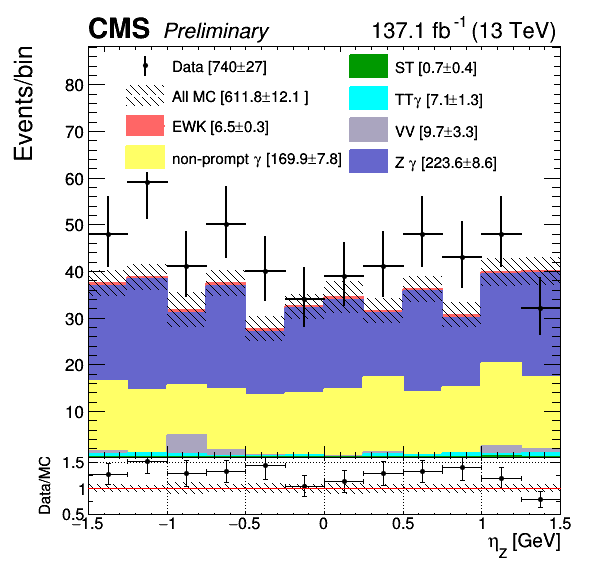 CMS Preliminary 137.1 fb⁻¹ (13 TeV)
Events/bin
Data [740±27]
All MC [611.8±12.1 ]
EWK [6.5±0.3]
non-prompt γ [169.9±7.8]
ST [0.7±0.4]
TTγ [7.1±1.3]
VV [9.7±3.3]
Z γ [223.6±8.6]
80
70
60
50
40
30
20
10
Data/MC
1.5
1
0.5
−1.5 −1 −0.5 0 0.5 1 1.5
η_Z [GeV]